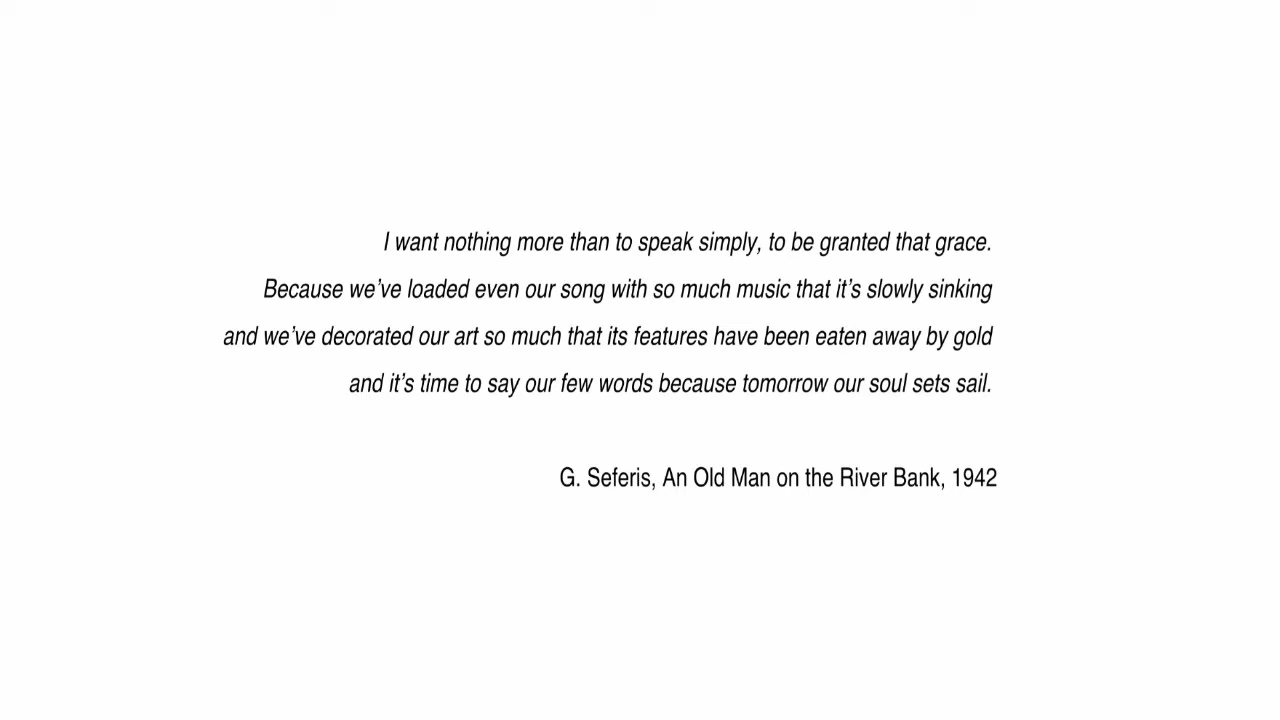 I want nothing more than to speak simply, to be granted that grace.
Because we've loaded even our song with so much music that it's slowly sinking
and we've decorated our art so much that its features have been eaten away by gold
and it's time to say our few words because tomorrow our soul sets sail.
G. Seferis, An Old Man on the River Bank, 1942